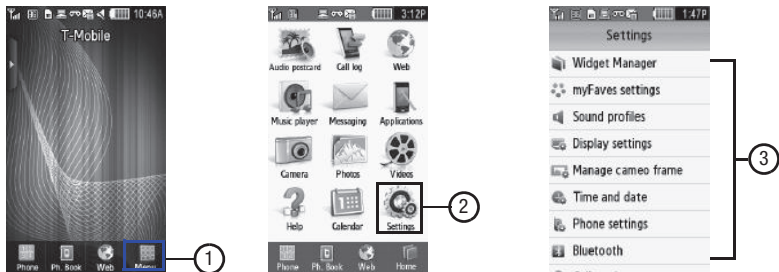 10:46A
T-Mobile
Phone Ph. Book Web Menu
1
3:12P
Audio postcard Call log Web
Music player Messaging Applications
Camera Photos Videos
Help Calendar Settings
Phone Ph. Book Web Home
2
1:47P
Settings
Widget Manager
myFaves settings
Sound profiles
Display settings
Manage cameo frame
Time and date
Phone settings
Bluetooth
3